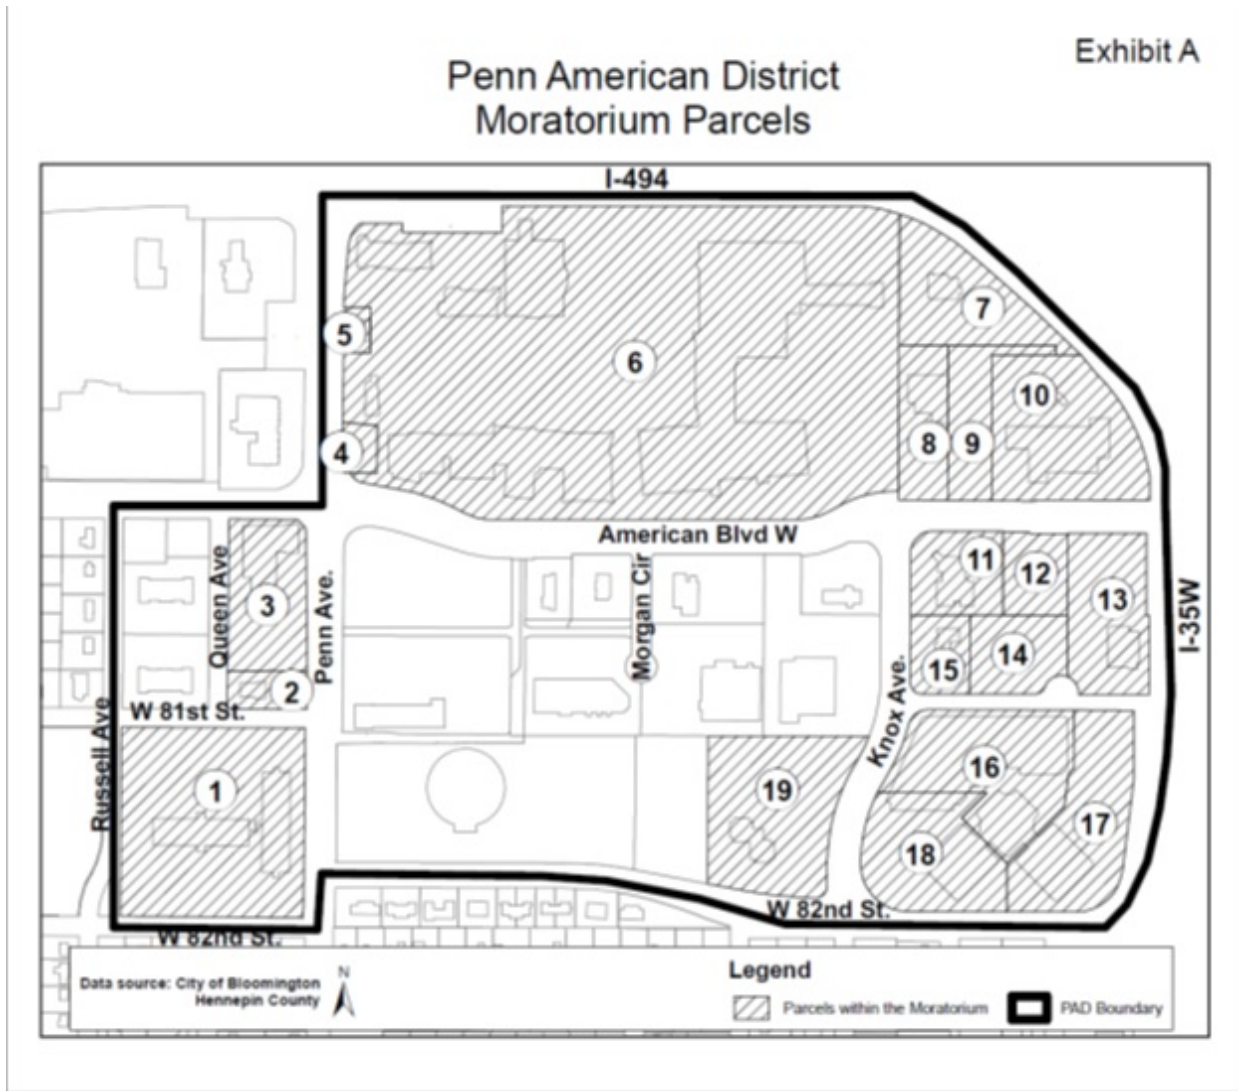 Exhibit A
Penn American District
Moratorium Parcels
I-494
7
5
6
10
4
8
9
American Blvd W
11
12
13
Queen Ave
3
Penn Ave.
Morgan Cir
I-35W
15
14
2
W 81st St.
Russell Ave
Knox Ave.
1
19
16
17
18
W 82nd St.
W 82nd St.
Data source: City of Bloomington
Hennepin County
N
Legend
Parcels within the Moratorium
PAD Boundary